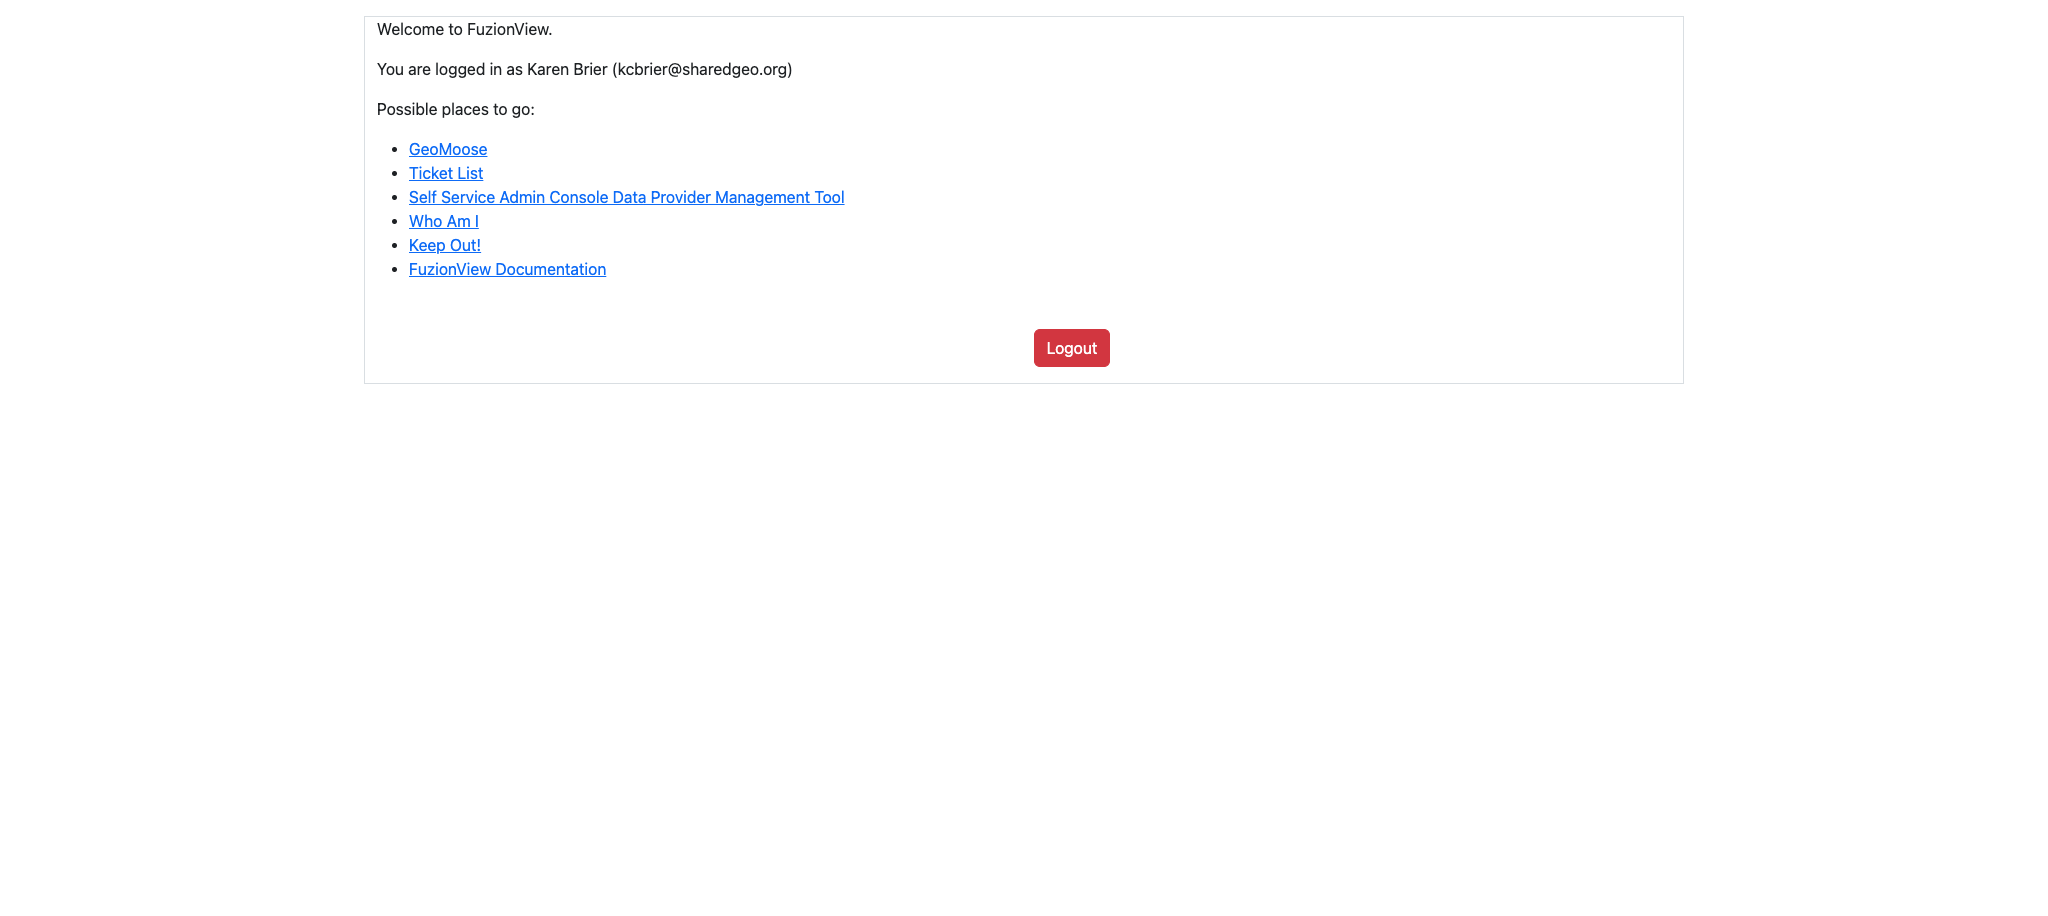 Welcome to FuzionView.
You are logged in as Karen Brier (kcbrier@sharedgeo.org)
Possible places to go:
GeoMoose
Ticket List
Self Service Admin Console Data Provider Management Tool
Who Am I
Keep Out!
FuzionView Documentation
Logout